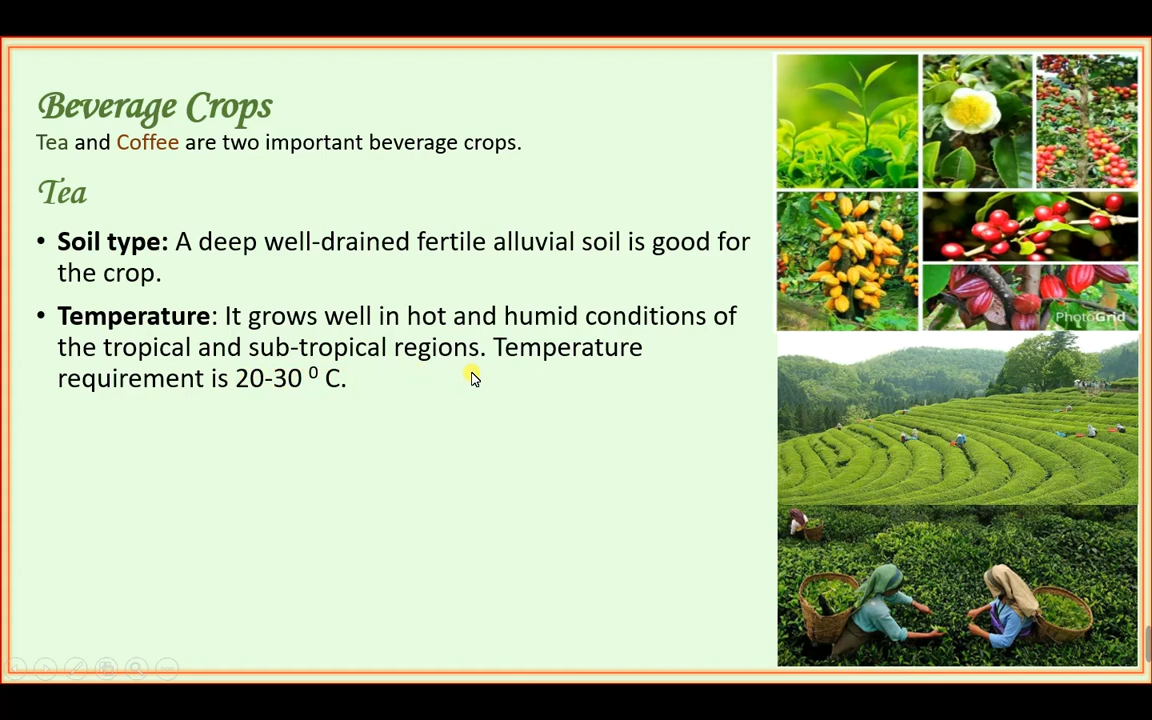 Beverage Crops
Tea and Coffee are two important beverage crops.
Tea
• Soil type: A deep well-drained fertile alluvial soil is good for
the crop.
• Temperature: It grows well in hot and humid conditions of
the tropical and sub-tropical regions. Temperature
requirement is 20-30 ⁰ C.
PhotoGrid